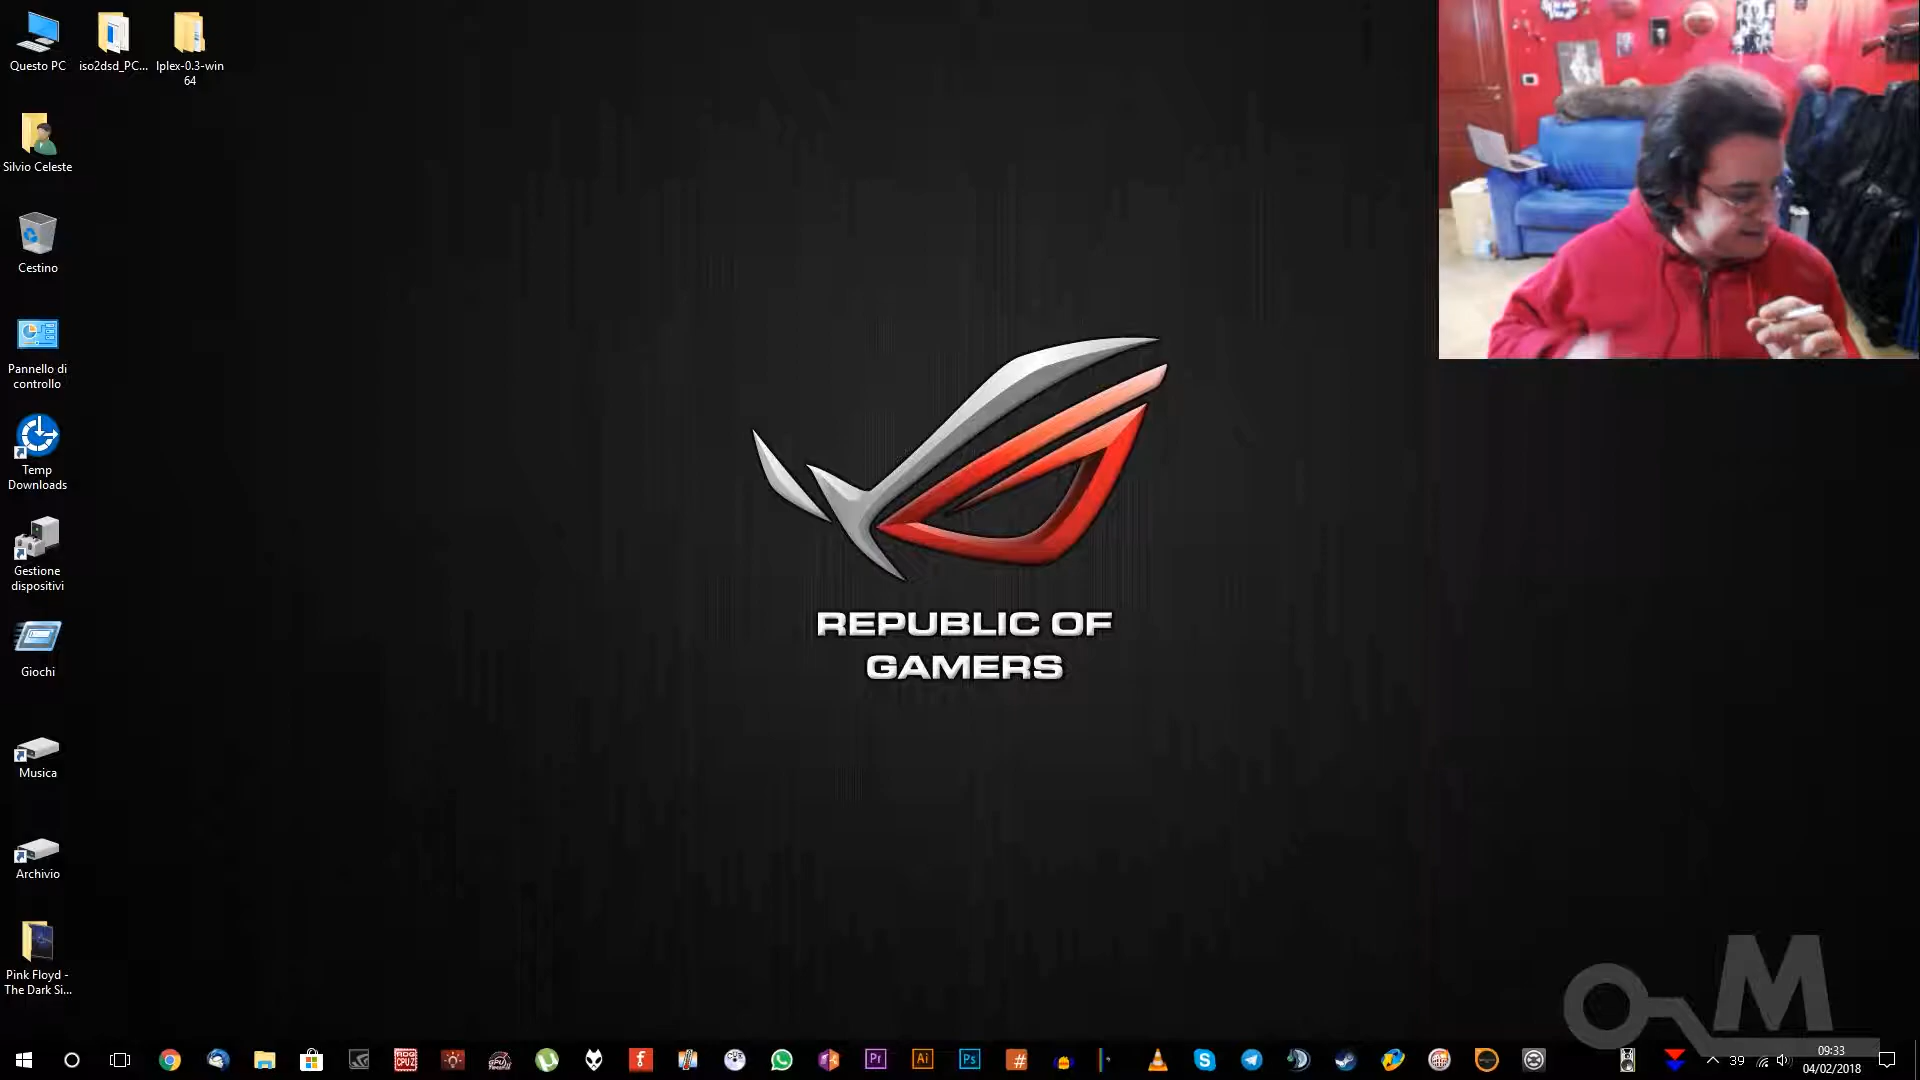 Questo PC
iso2dsd_PC...
Iplex-0.3-win
64
Silvio Celeste
Cestino
Pannello di
controllo
Temp
Downloads
Gestione
dispositivi
Giochi
Musica
Archivio
Pink Floyd -
The Dark Si...
REPUBLIC OF
GAMERS
M
Pr
Ai
Ps
39
09:33
04/02/2018